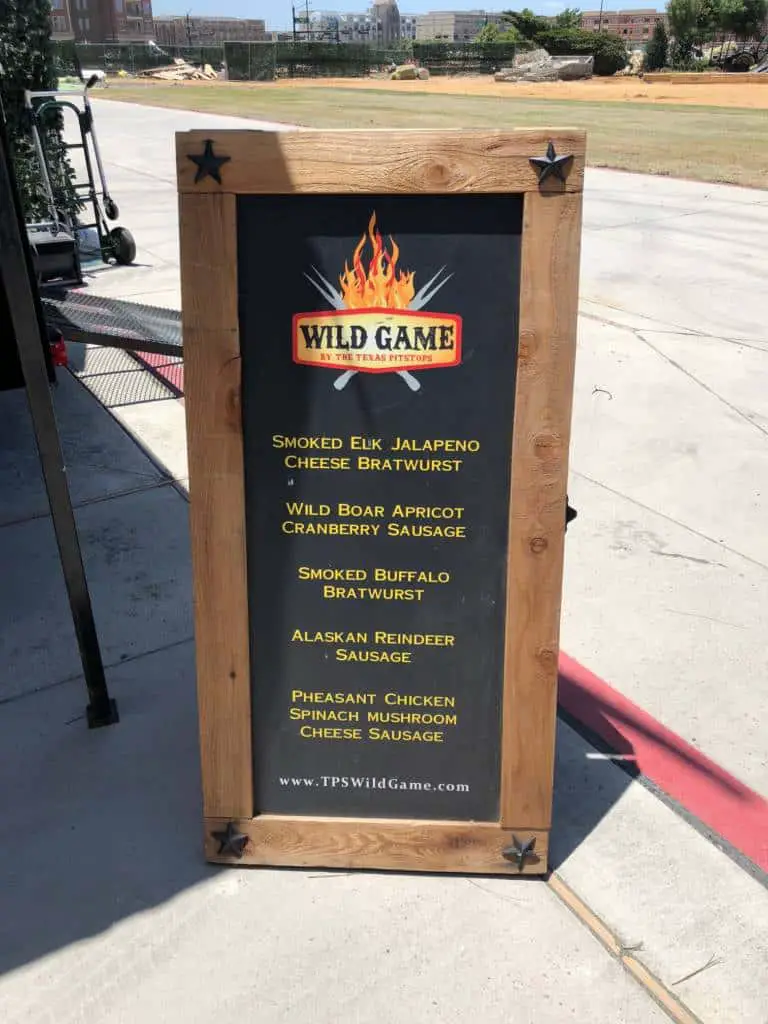 WILD GAME
BY THE TEXAS PITSTOPS
SMOKED ELK JALAPENO
CHEESE BRATWURST
WILD BOAR APRICOT
CRANBERRY SAUSAGE
SMOKED BUFFALO
BRATWURST
ALASKAN REINDEER
SAUSAGE
PHEASANT CHICKEN
SPINACH MUSHROOM
CHEESE SAUSAGE
www.TPSWildGame.com